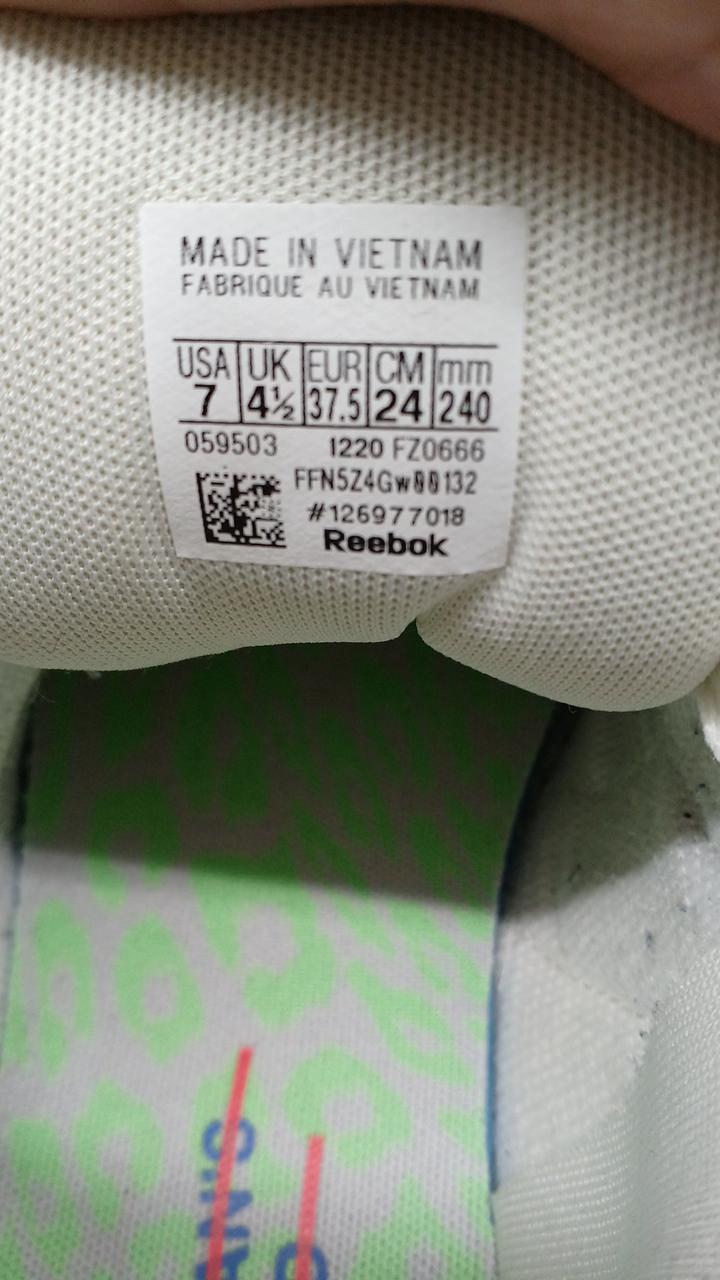 MADE IN VIETNAM
FABRIQUE AU VIETNAM
USA UK EUR CM mm
7 4½ 37.5 24 240
059503 1220 FZ0666
FFN5Z4Gw00132
#126977018
Reebok
AN'S